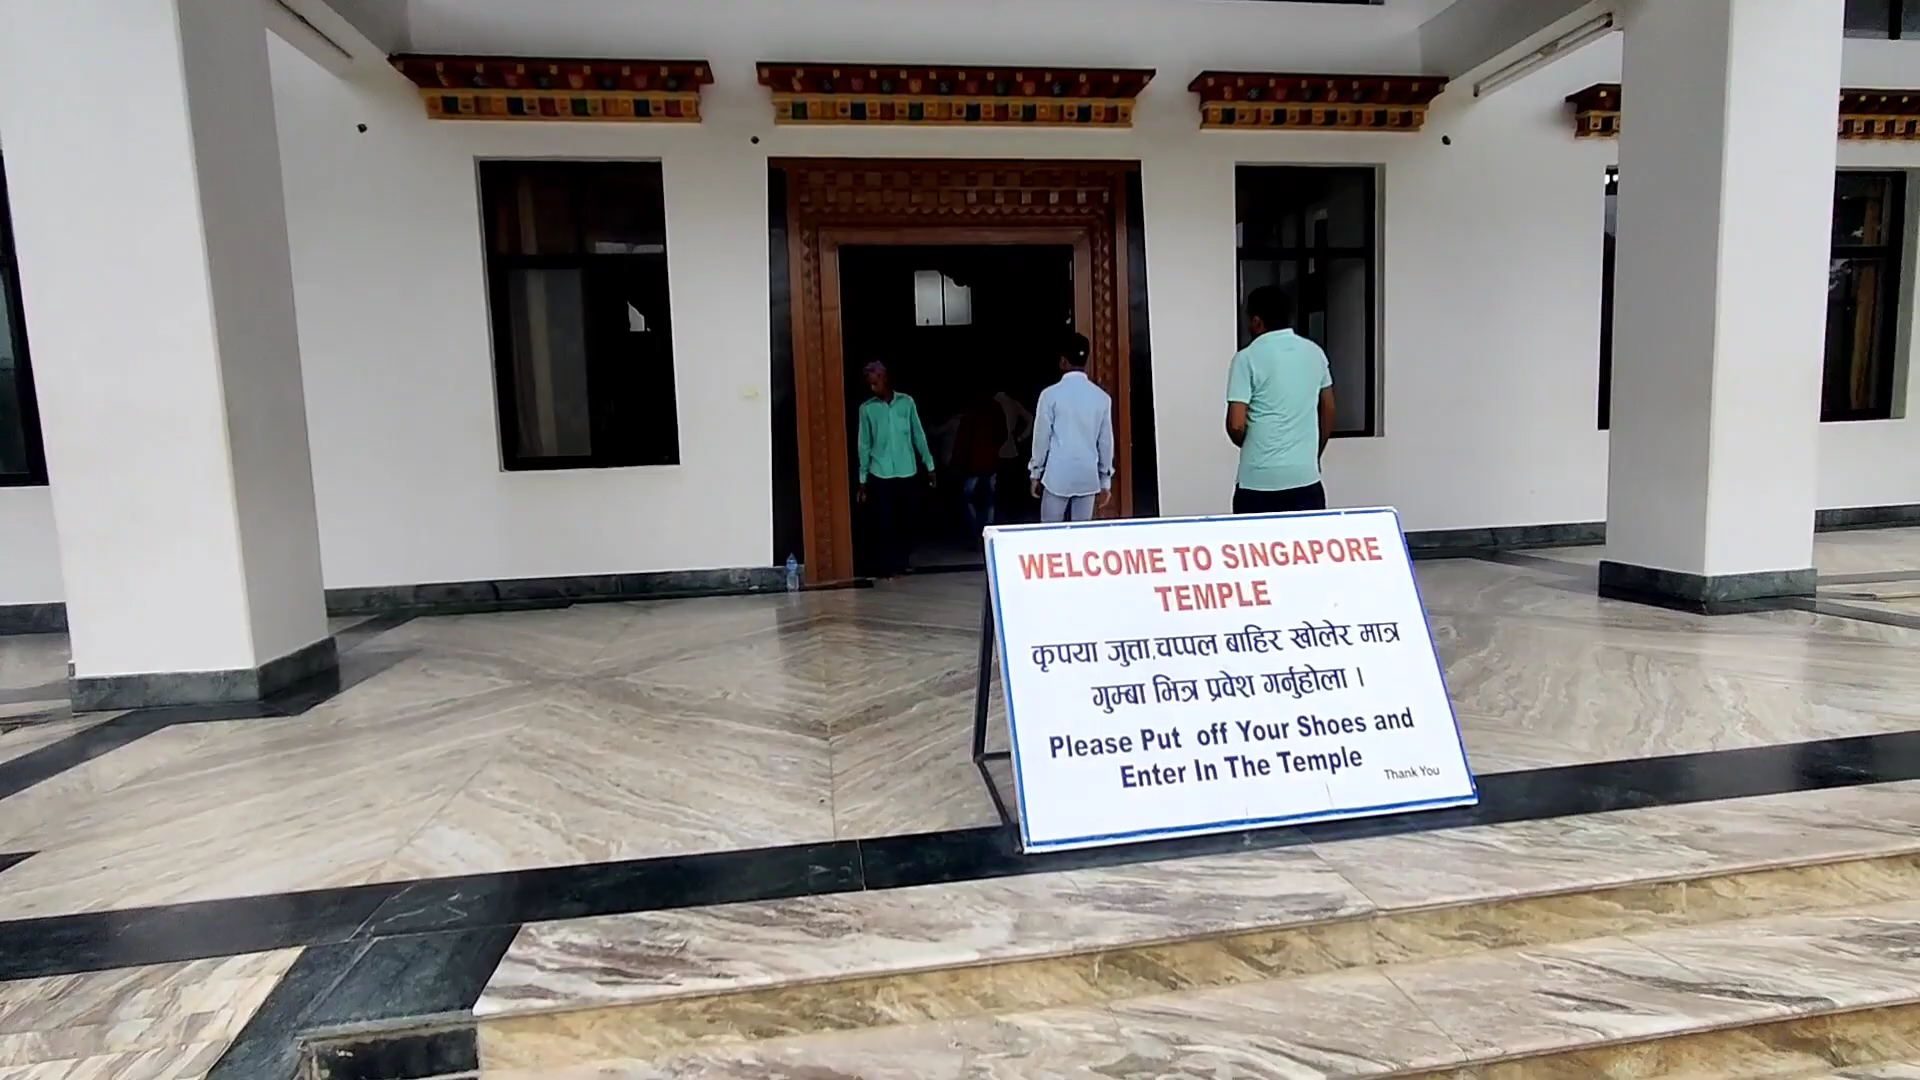 WELCOME TO SINGAPORE
TEMPLE
कृपया जुत्ता,चप्पल बाहिर खोलेर मात्र
गुम्बा भित्र प्रवेश गर्नुहोला ।
Please Put off Your Shoes and
Enter In The Temple
Thank You